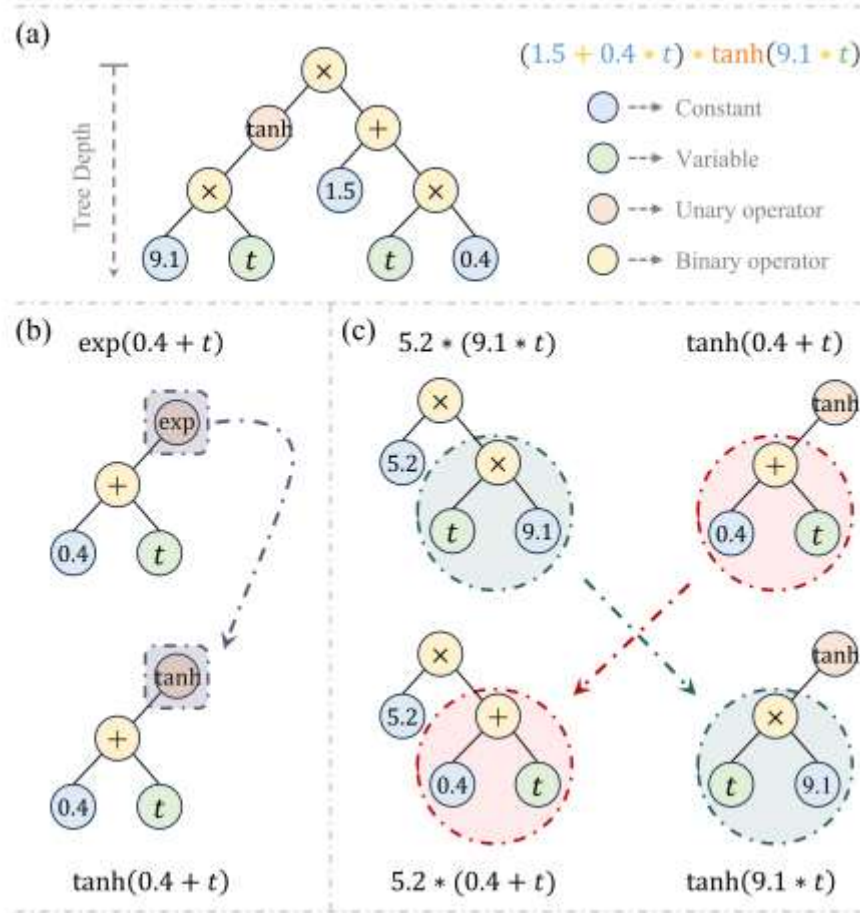 (a)
(1.5 + 0.4 * t) * tanh(9.1 * t)
×
tanh
+
×
1.5
×
9.1
t
t
0.4
Tree Depth
Constant
Variable
Unary operator
Binary operator
(b)
exp(0.4 + t)
exp
+
0.4
t
tanh
+
0.4
t
tanh(0.4 + t)
(c)
5.2 * (9.1 * t)
tanh(0.4 + t)
×
5.2
×
t
9.1
tanh
+
0.4
t
×
5.2
+
0.4
t
tanh
×
t
9.1
5.2 * (0.4 + t)
tanh(9.1 * t)